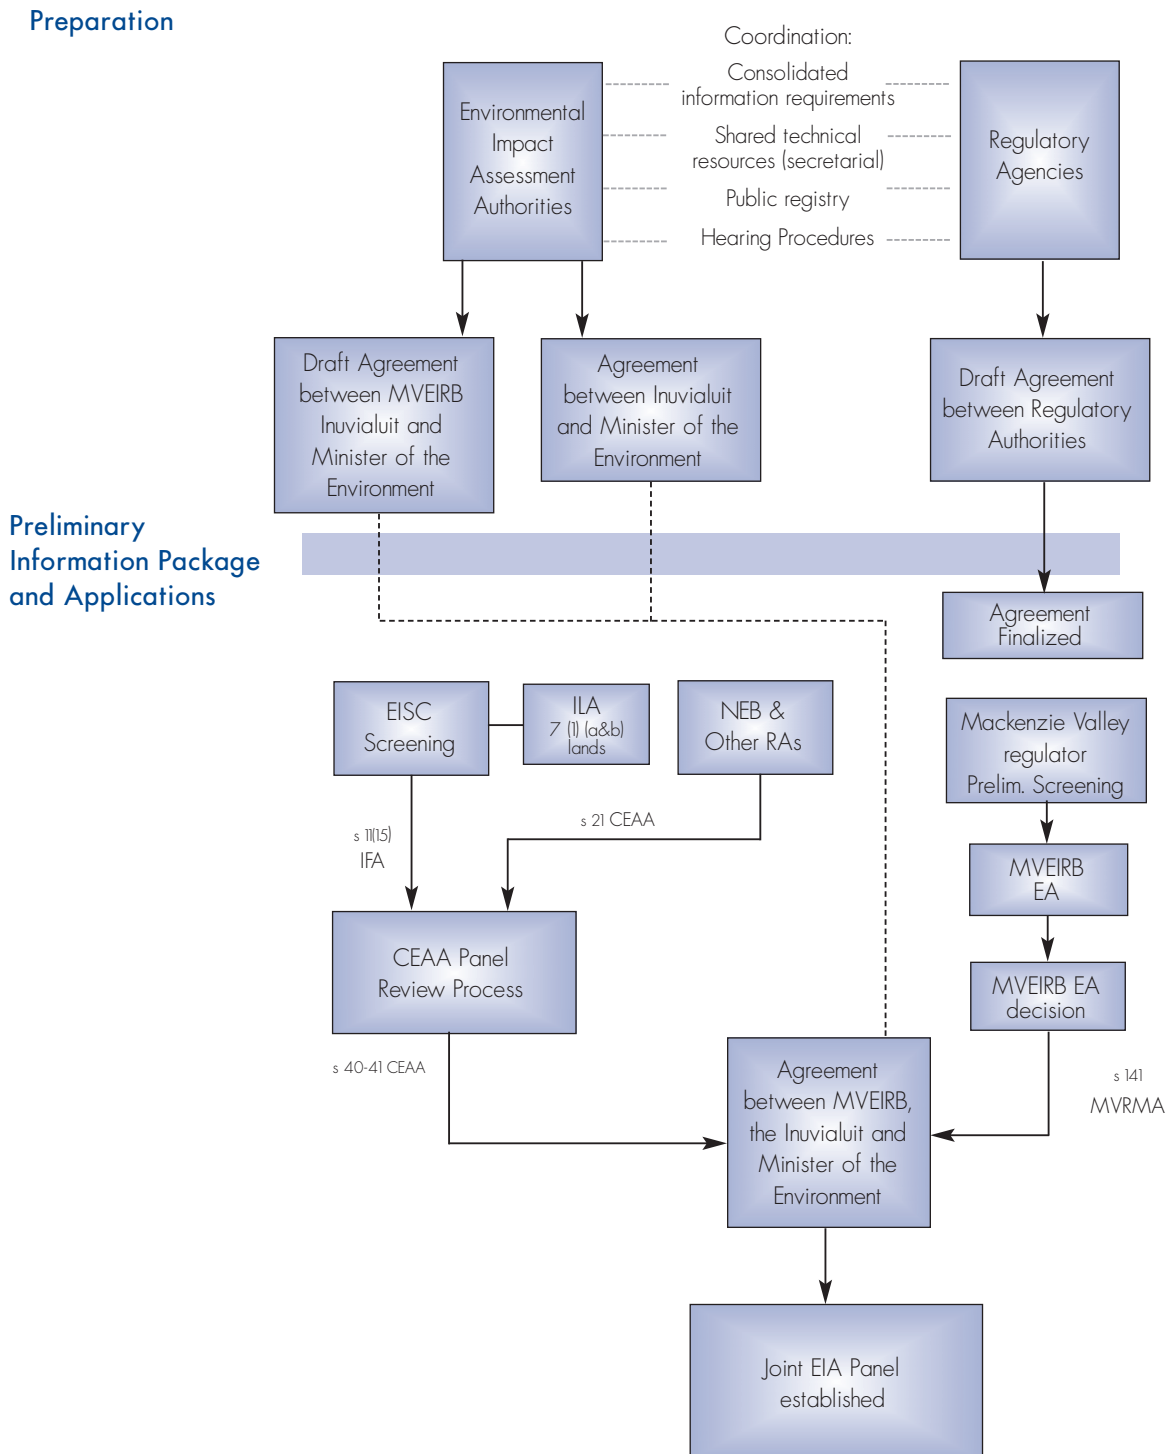 Preparation
Coordination:
Consolidated
information requirements
Shared technical
resources (secretarial)
Public registry
Hearing Procedures
Environmental
Impact
Assessment
Authorities
Regulatory
Agencies
Draft Agreement
between MVEIRB
Inuvialuit and
Minister of the
Environment
Agreement
between Inuvialuit
and Minister of the
Environment
Draft Agreement
between Regulatory
Authorities
Preliminary
Information Package
and Applications
Agreement
Finalized
EISC
Screening
ILA
7 (1) (a&b)
lands
NEB &
Other RAs
Mackenzie Valley
regulator
Prelim. Screening
s 11(15)
IFA
s 21 CEAA
MVEIRB
EA
CEAA Panel
Review Process
MVEIRB EA
decision
s 40-41 CEAA
s 141
MVRMA
Agreement
between MVEIRB,
the Inuvialuit and
Minister of the
Environment
Joint EIA Panel
established